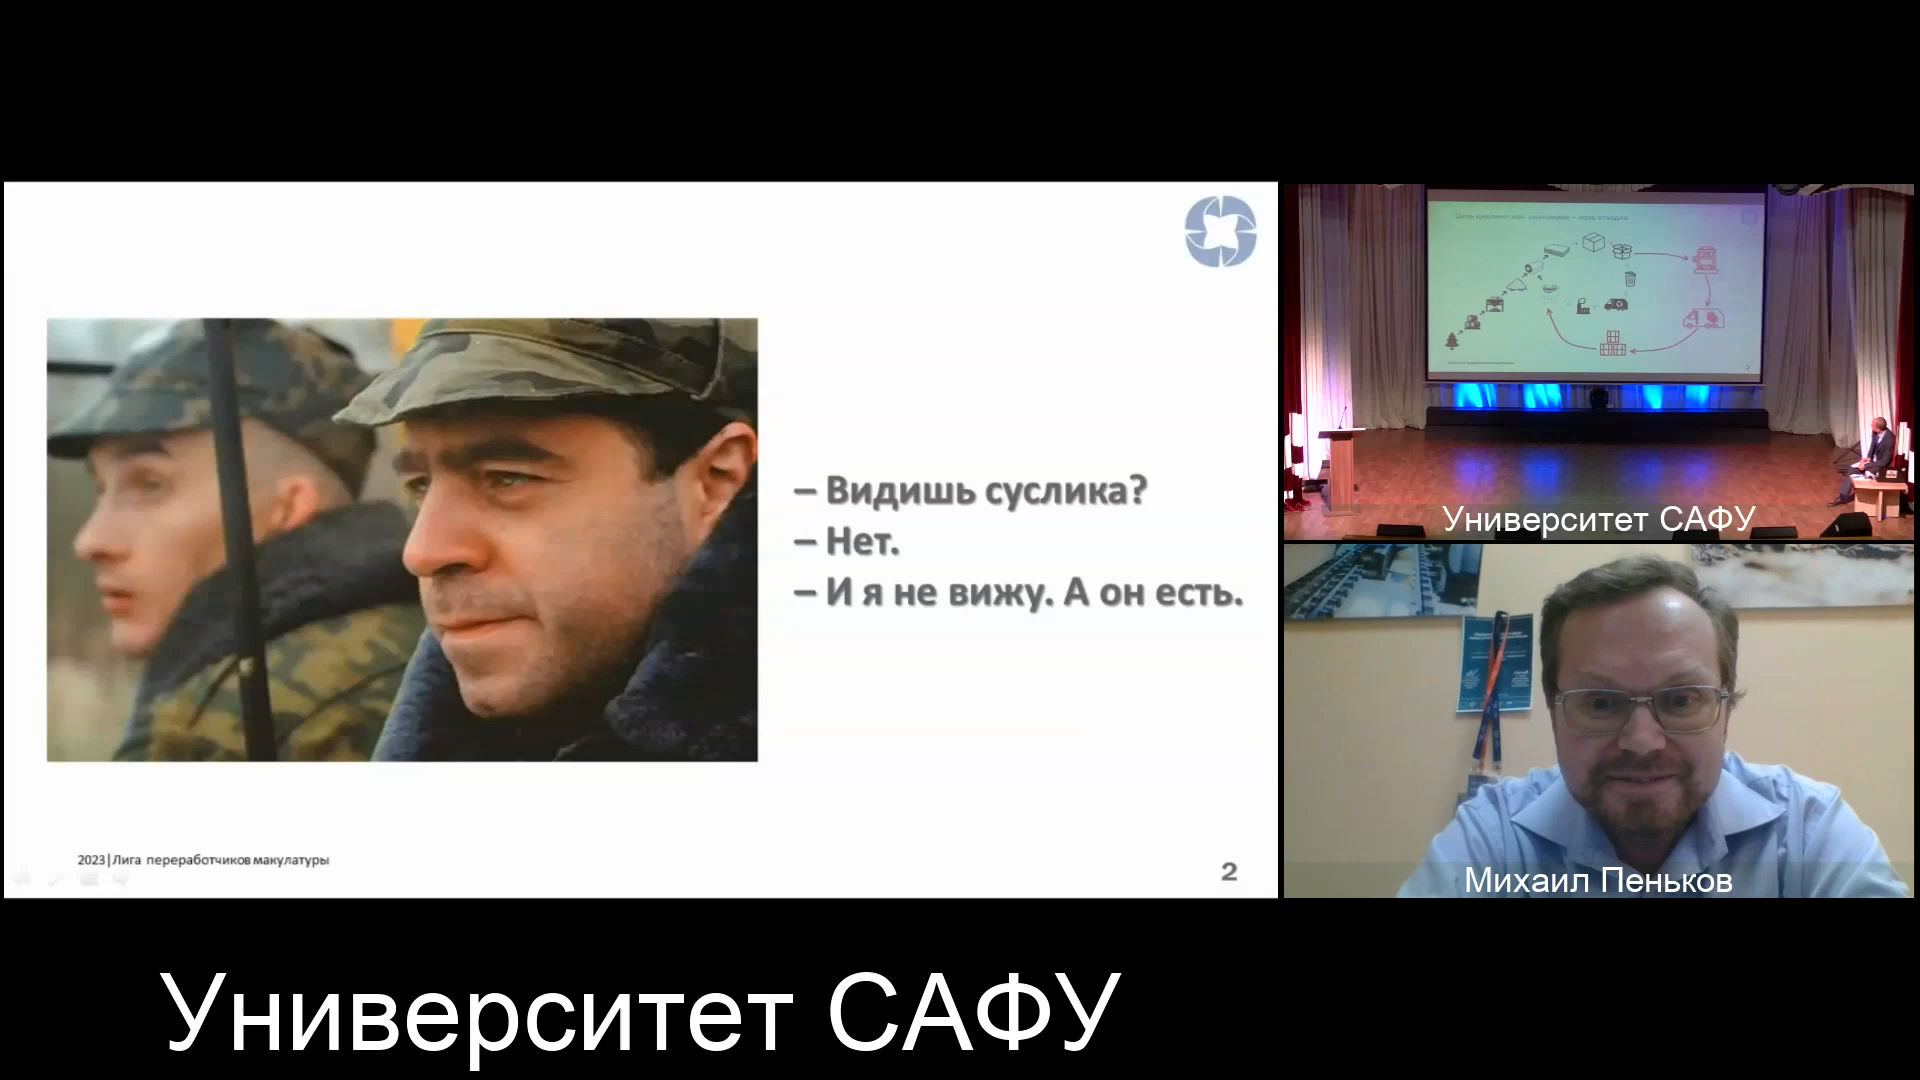 – Видишь суслика?
– Нет.
– И я не вижу. А он есть.
2023|Лига переработчиков макулатуры
2
Университет САФУ
Михаил Пеньков
Университет САФУ